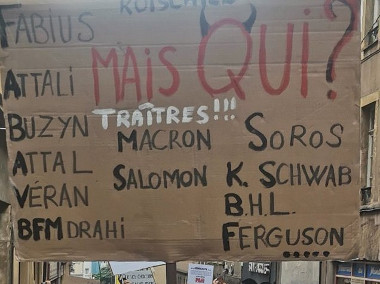 ROTSCHILD
FABIUS
MAIS QUI?
ATTALI
TRAÎTRES!!!
BUZYN
MACRON
SOROS
ATTAL
SALOMON
K. SCHWAB
VÉRAN
B.H.L.
BFM DRAHI
FERGUSON
.....